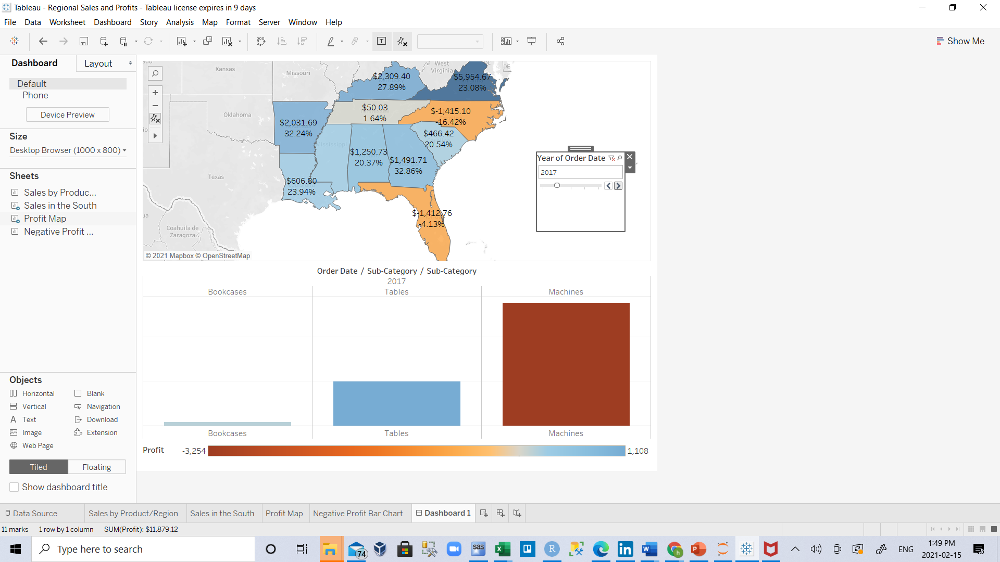 Tableau - Regional Sales and Profits - Tableau license expires in 9 days
File Data Worksheet Dashboard Story Analysis Map Format Server Window Help
Show Me
Dashboard
Layout
Default
Phone
Device Preview
Size
Desktop Browser (1000 x 800)
Sheets
Sales by Produc...
Sales in the South
Profit Map
Negative Profit ...
Objects
Horizontal Blank
Vertical Navigation
Text Download
Image Extension
Web Page
Tiled Floating
Show dashboard title
Kansas
Missouri
West
Virginia
DE
Oklahoma
Texas
Mississippi
Coahuila de
Zaragoza
$2,309.40
27.89%
$5,954.67
23.08%
$50.03
1.64%
$-1,415.10
-16.42%
$2,031.69
32.24%
$466.42
20.54%
$1,250.73
20.37%
$1,491.71
32.86%
$606.80
23.94%
$-1,412.76
-4.13%
© 2021 Mapbox © OpenStreetMap
Year of Order Date
2017
Order Date / Sub-Category / Sub-Category
2017
Bookcases Tables Machines
Bookcases Tables Machines
Profit -3,254 1,108
Data Source Sales by Product/Region Sales in the South Profit Map Negative Profit Bar Chart Dashboard 1
11 marks 1 row by 1 column SUM(Profit): $11,879.12
Type here to search
74
sas
ENG
1:49 PM
2021-02-15